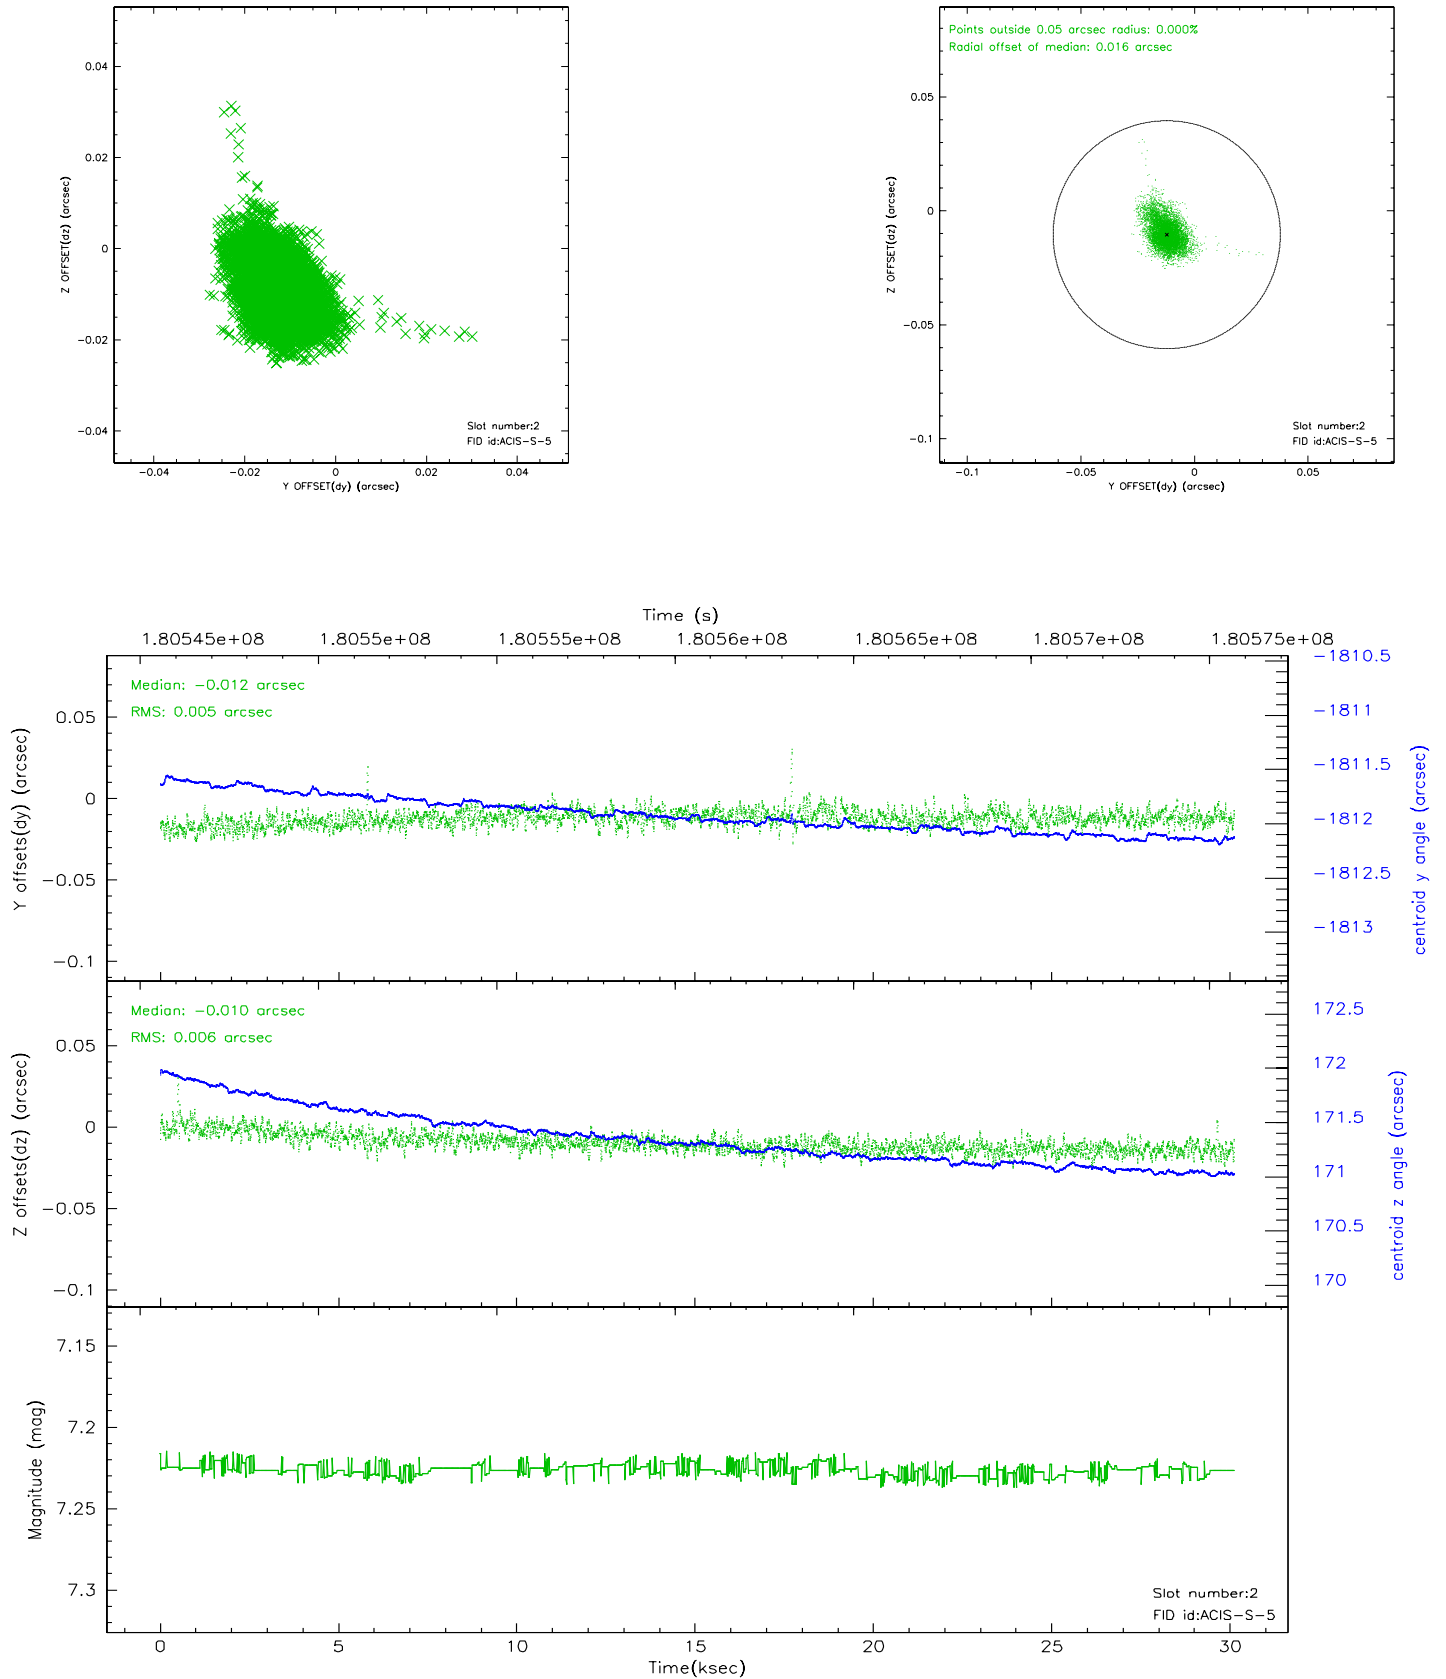 0.04
0.02
0
−0.02
−0.04
Z OFFSET(dz) (arcsec)
Slot number:2
FID id:ACIS−S−5
−0.04
−0.02
0
0.02
0.04
Y OFFSET(dy) (arcsec)
Points outside 0.05 arcsec radius: 0.000%
Radial offset of median: 0.016 arcsec
0.05
0
−0.05
−0.1
Z OFFSET(dz) (arcsec)
Slot number:2
FID id:ACIS−S−5
−0.1
−0.05
0
0.05
Y OFFSET(dy) (arcsec)
Time (s)
1.80545e+08
1.8055e+08
1.80555e+08
1.8056e+08
1.80565e+08
1.8057e+08
1.80575e+08
Median: −0.012 arcsec
RMS: 0.005 arcsec
0.05
0
−0.05
−0.1
Y offsets(dy) (arcsec)
−1810.5
−1811
−1811.5
−1812
−1812.5
−1813
centroid y angle (arcsec)
Median: −0.010 arcsec
RMS: 0.006 arcsec
0.05
0
−0.05
−0.1
Z offsets(dz) (arcsec)
172.5
172
171.5
171
170.5
170
centroid z angle (arcsec)
7.15
7.2
7.25
7.3
Magnitude (mag)
Slot number:2
FID id:ACIS−S−5
0
5
10
15
20
25
30
Time(ksec)